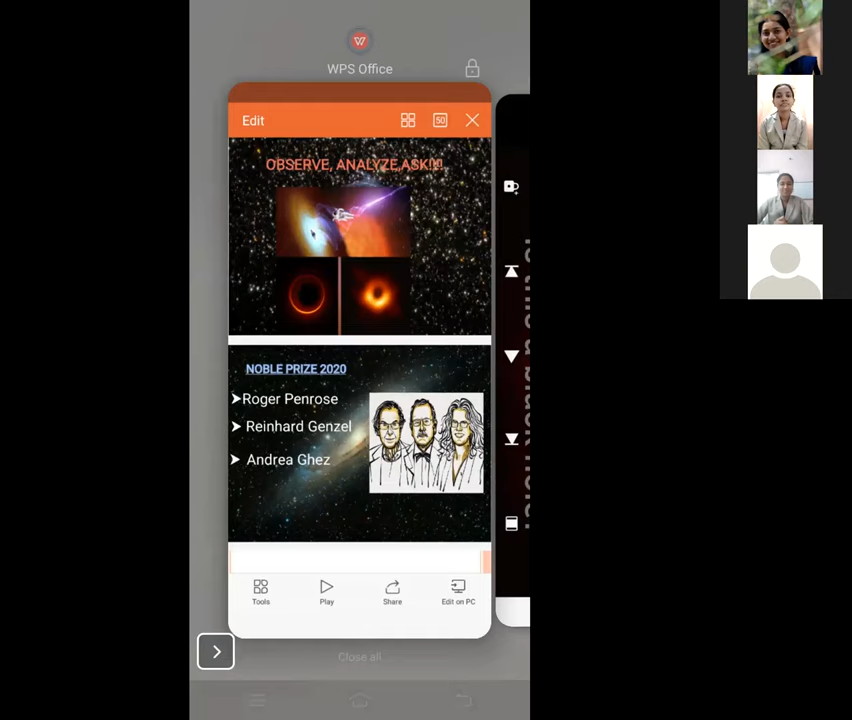 WPS Office
Edit
50
OBSERVE, ANALYZE,ASK!!!!
NOBLE PRIZE 2020
➤Roger Penrose
➤ Reinhard Genzel
➤ Andrea Ghez
Tools
Play
Share
Edit on PC
Close all